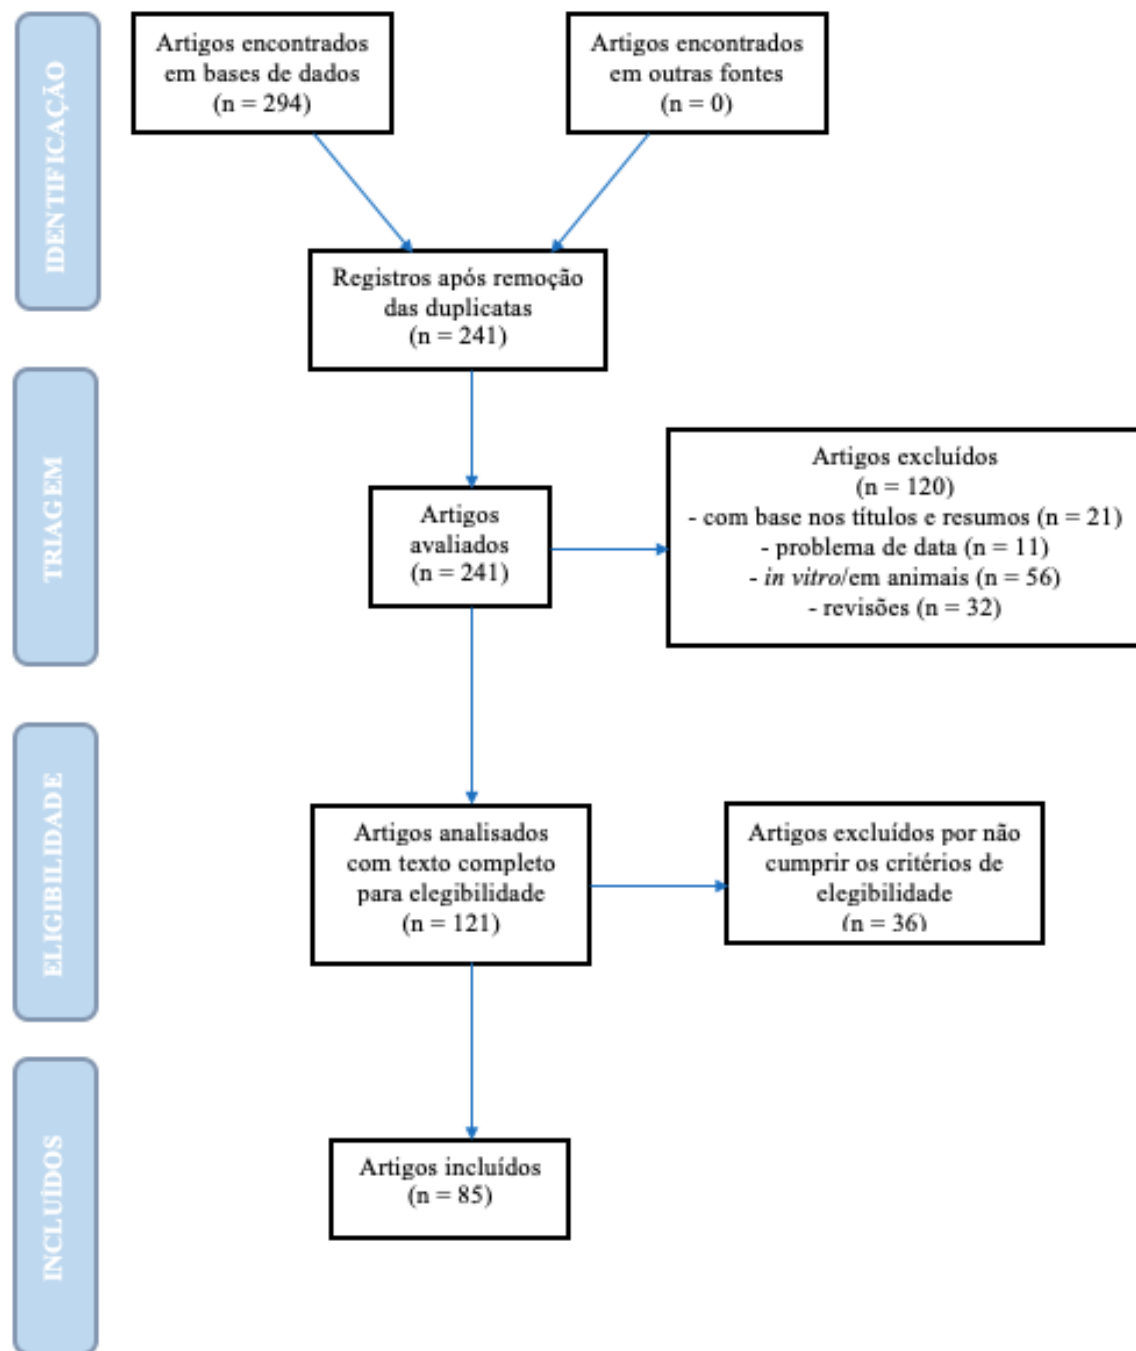 IDENTIFICAÇÃO
Artigos encontrados
em bases de dados
(n = 294)
Artigos encontrados
em outras fontes
(n = 0)
Registros após remoção
das duplicatas
(n = 241)
TRIAGEM
Artigos
avaliados
(n = 241)
Artigos excluídos
(n = 120)
- com base nos títulos e resumos (n = 21)
- problema de data (n = 11)
- in vitro/em animais (n = 56)
- revisões (n = 32)
ELIGIBILIDADE
Artigos analisados
com texto completo
para elegibilidade
(n = 121)
Artigos excluídos por não
cumprir os critérios de
elegibilidade
(n = 36)
INCLUÍDOS
Artigos incluídos
(n = 85)